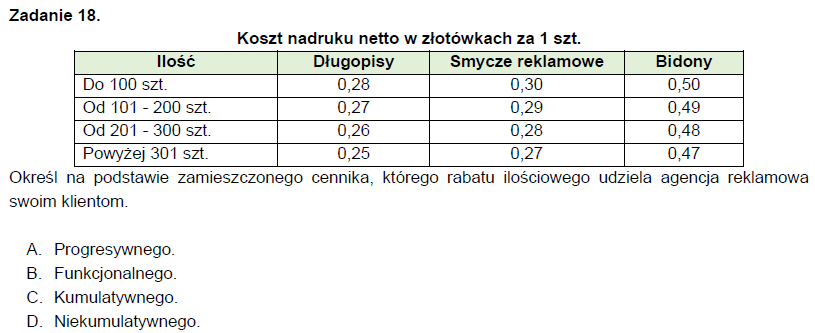 Zadanie 18.
Koszt nadruku netto w złotówkach za 1 szt.
Ilość Długopisy Smycze reklamowe Bidony
Do 100 szt. 0,28 0,30 0,50
Od 101 - 200 szt. 0,27 0,29 0,49
Od 201 - 300 szt. 0,26 0,28 0,48
Powyżej 301 szt. 0,25 0,27 0,47
Określ na podstawie zamieszczonego cennika, którego rabatu ilościowego udziela agencja reklamowa
swoim klientom.
A. Progresywnego.
B. Funkcjonalnego.
C. Kumulatywnego.
D. Niekumulatywnego.